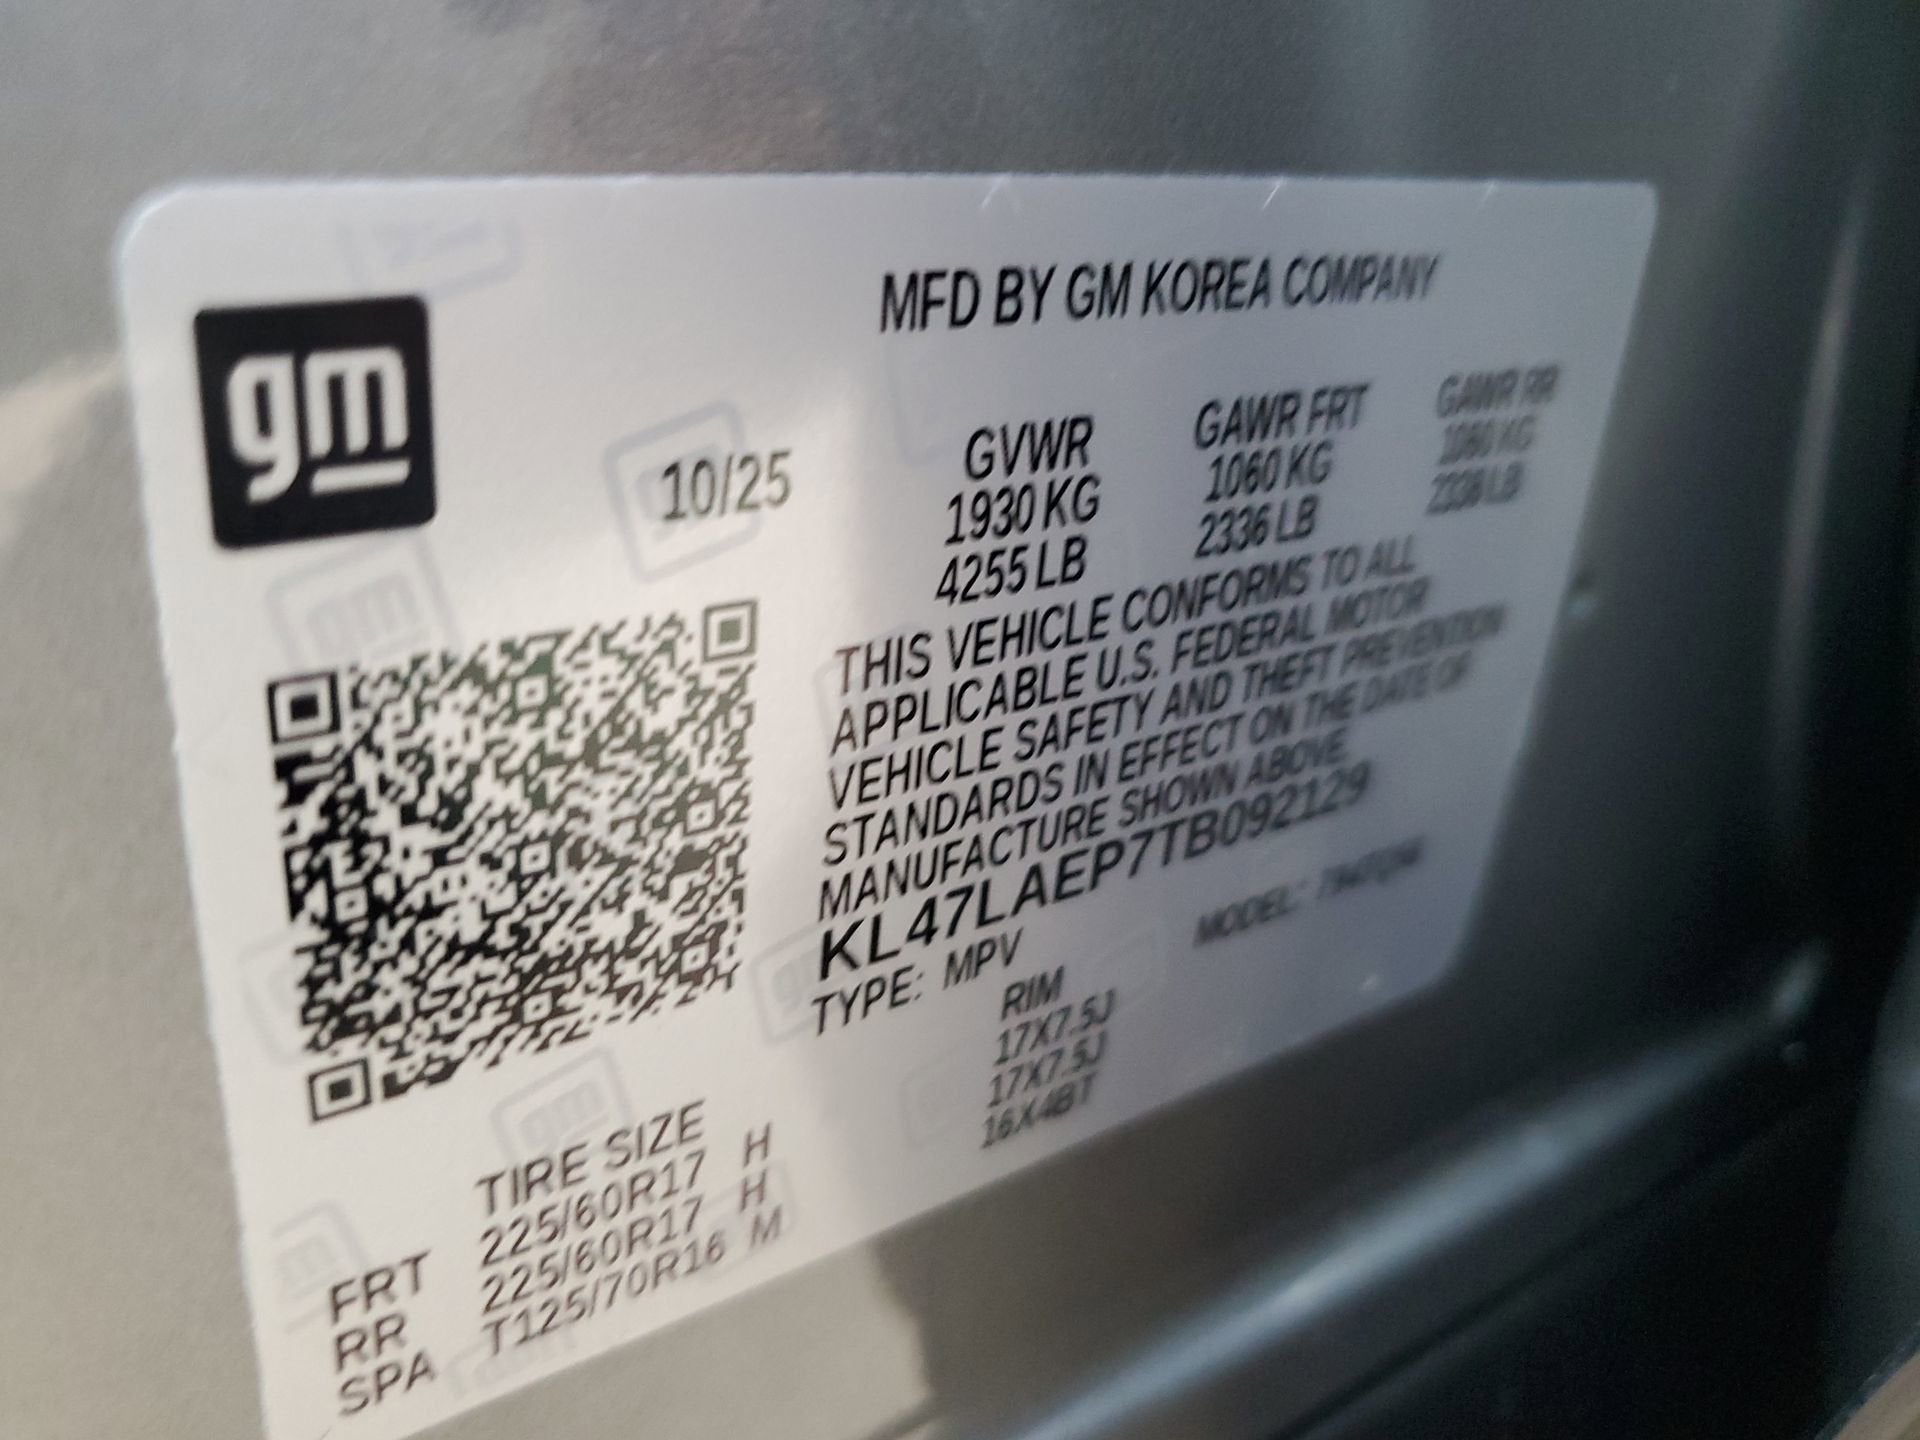 gm
MFD BY GM KOREA COMPANY
10/25
GVWR GAWR FRT GAWR RR
1930 KG 1060 KG 1060 KG
4255 LB 2336 LB 2336 LB
THIS VEHICLE CONFORMS TO ALL
APPLICABLE U.S. FEDERAL MOTOR
VEHICLE SAFETY AND THEFT PREVENTION
STANDARDS IN EFFECT ON THE DATE OF
MANUFACTURE SHOWN ABOVE.
KL47LAEP7TB092129
TYPE: MPV MODEL:
TIRE SIZE RIM
FRT 225/60R17 H 17X7.5J
RR 225/60R17 H 17X7.5J
SPA T125/70R16 M 16X4BT